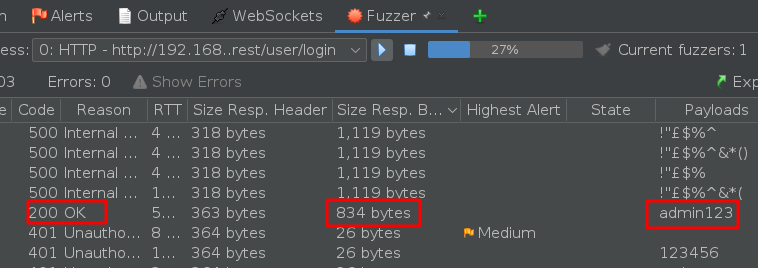 Alerts Output WebSockets Fuzzer
0: HTTP - http://192.168..rest/user/login 27% Current fuzzers: 1
Errors: 0 Show Errors
Code Reason RTT Size Resp. Header Size Resp. B... Highest Alert State Payloads
500 Internal ... 4 ... 318 bytes 1,119 bytes !"£$%^
500 Internal ... 4 ... 318 bytes 1,119 bytes !"£$%^&*()
500 Internal ... 4 ... 318 bytes 1,119 bytes !"£$%
500 Internal ... 1... 318 bytes 1,119 bytes !"£$%^&*(
200 OK 5... 363 bytes 834 bytes admin123
401 Unautho... 8 ... 364 bytes 26 bytes Medium
401 Unautho... 1... 364 bytes 26 bytes 123456